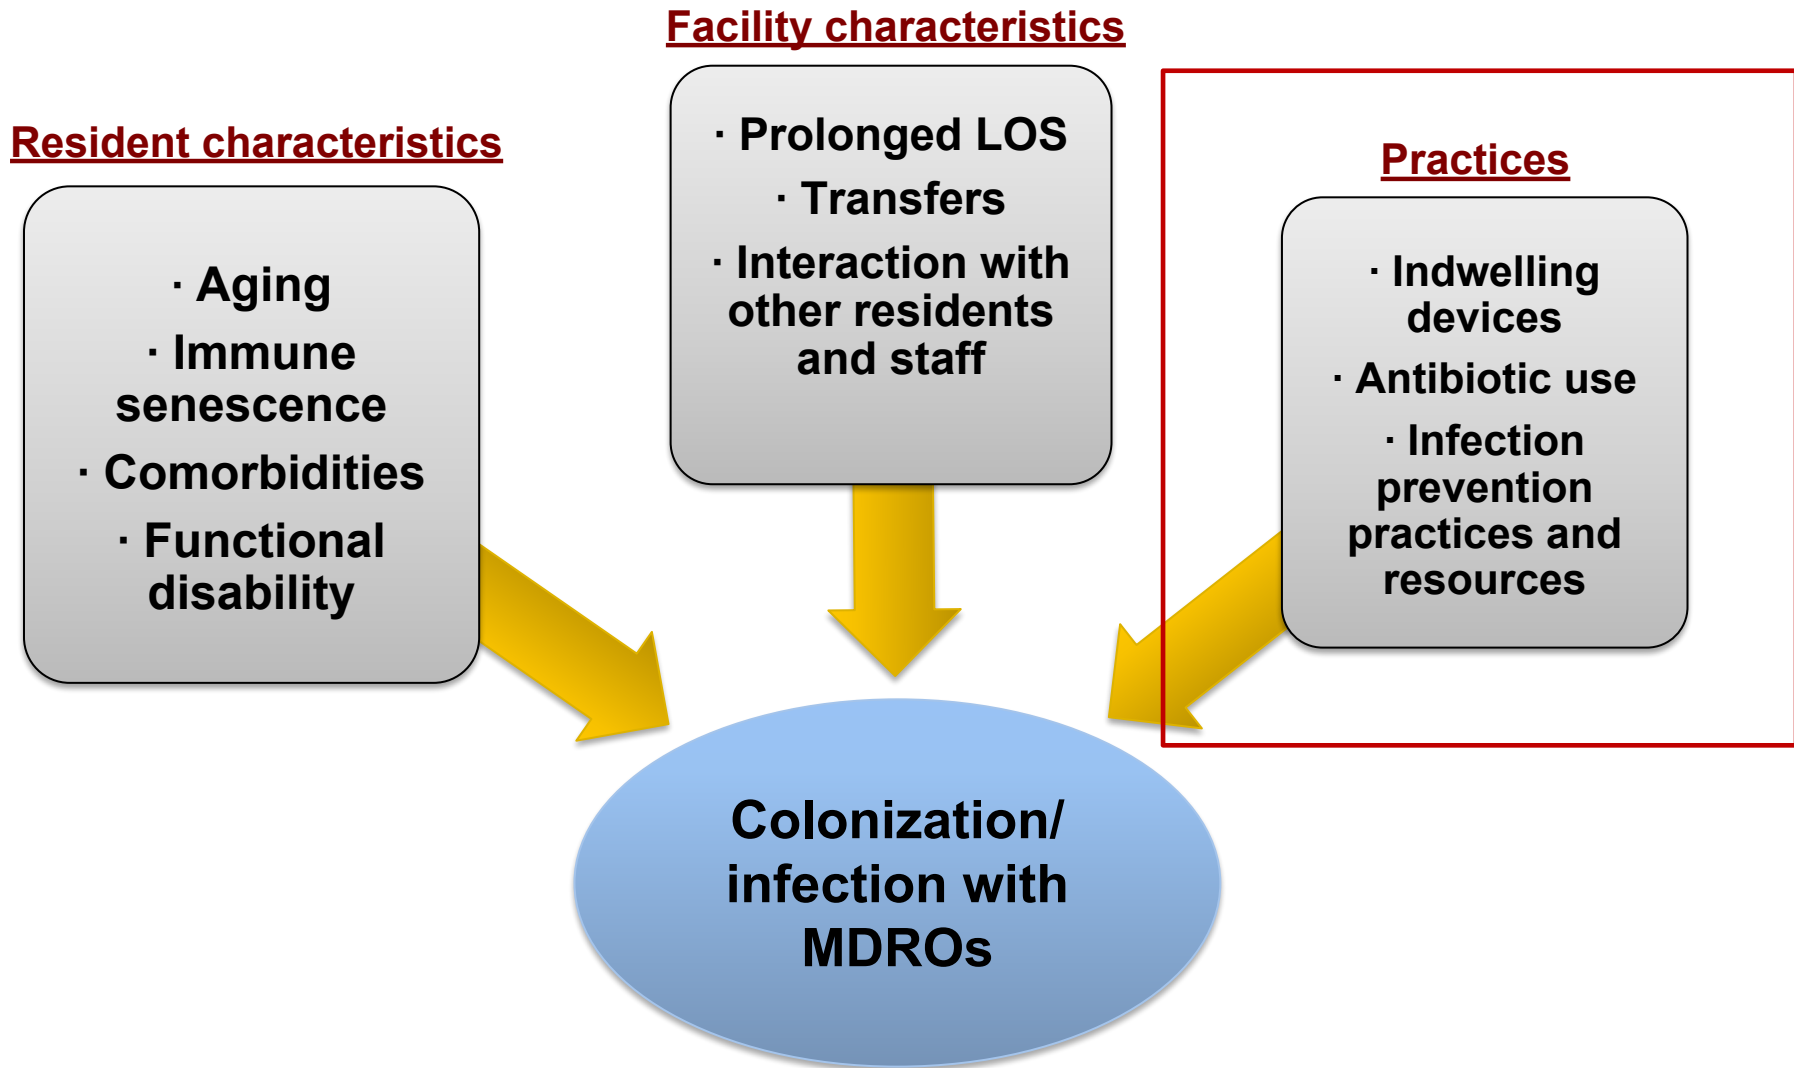 Facility characteristics
· Prolonged LOS
· Transfers
· Interaction with
other residents
and staff
Resident characteristics
· Aging
· Immune
senescence
· Comorbidities
· Functional
disability
Practices
· Indwelling
devices
· Antibiotic use
· Infection
prevention
practices and
resources
Colonization/
infection with
MDROs